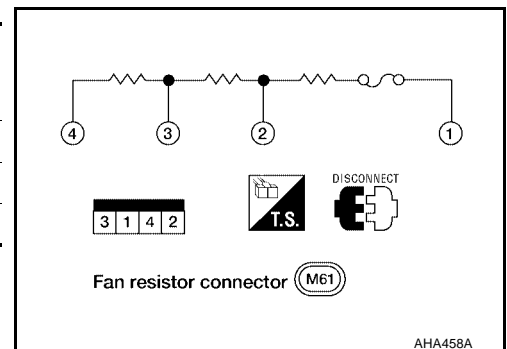 4 3 2 1
DISCONNECT
T.S.
3 1 4 2
Fan resistor connector M61
AHA458A